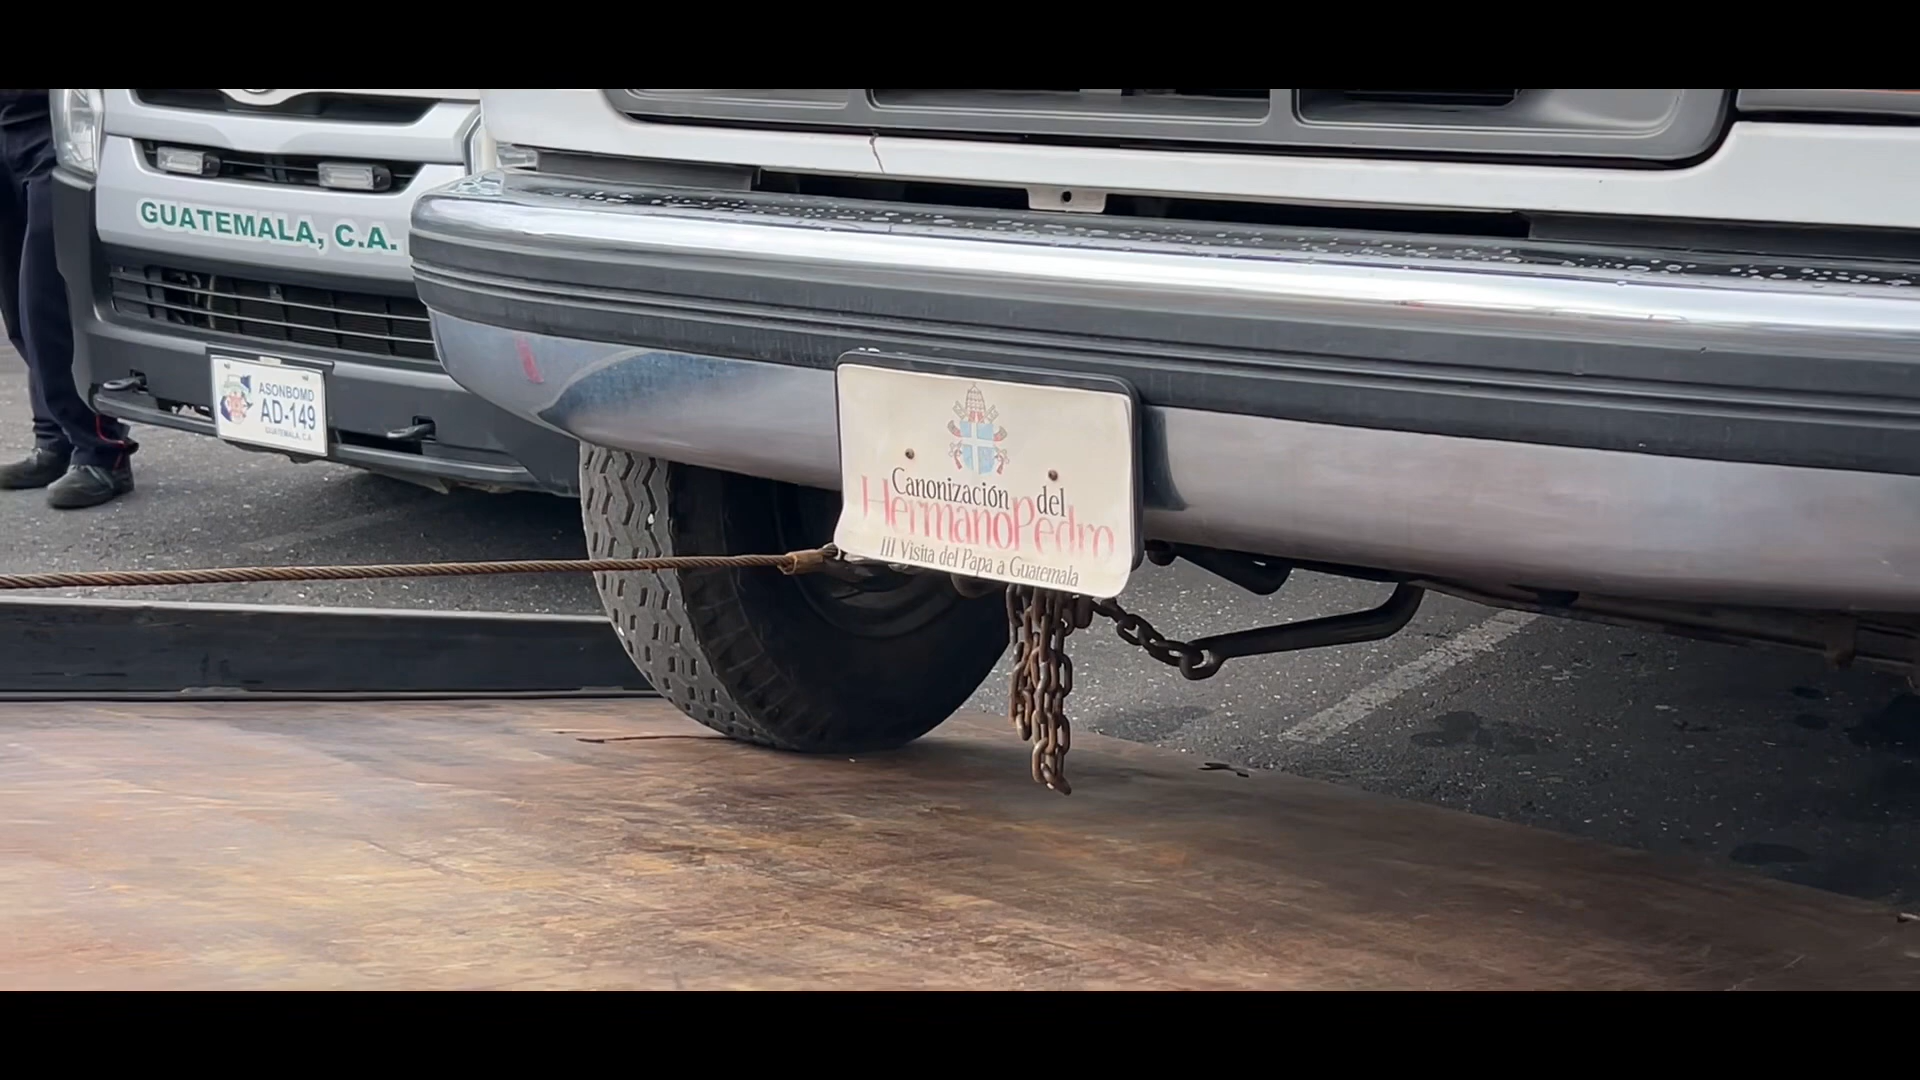 GUATEMALA, C.A.
ASONBOMD
AD-149
GUATEMALA, C.A.
Canonización del
HermanoPedro
III Visita del Papa a Guatemala